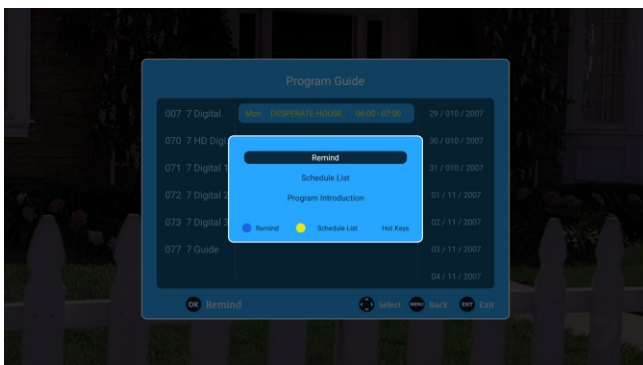 Program Guide
007 7 Digital Mon DESPERATE HOUSE.. 06:00 - 07:00 29 / 010 / 2007
070 7 HD Digi 30 / 010 / 2007
Remind
071 7 Digital 1 31 / 010 / 2007
Schedule List
072 7 Digital 2 01 / 11 / 2007
Program Introduction
073 7 Digital 3 02 / 11 / 2007
Remind Schedule List Hot Keys
077 7 Guide 03 / 11 / 2007
04 / 11 / 2007
OK Remind Select MENU Back EXIT Exit